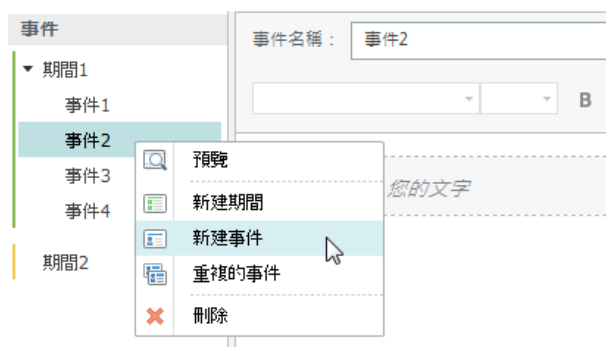 事件
事件名稱： 事件2
期間1
事件1
B
事件2
預覽
事件3
您的文字
新建期間
事件4
新建事件
期間2
重複的事件
刪除